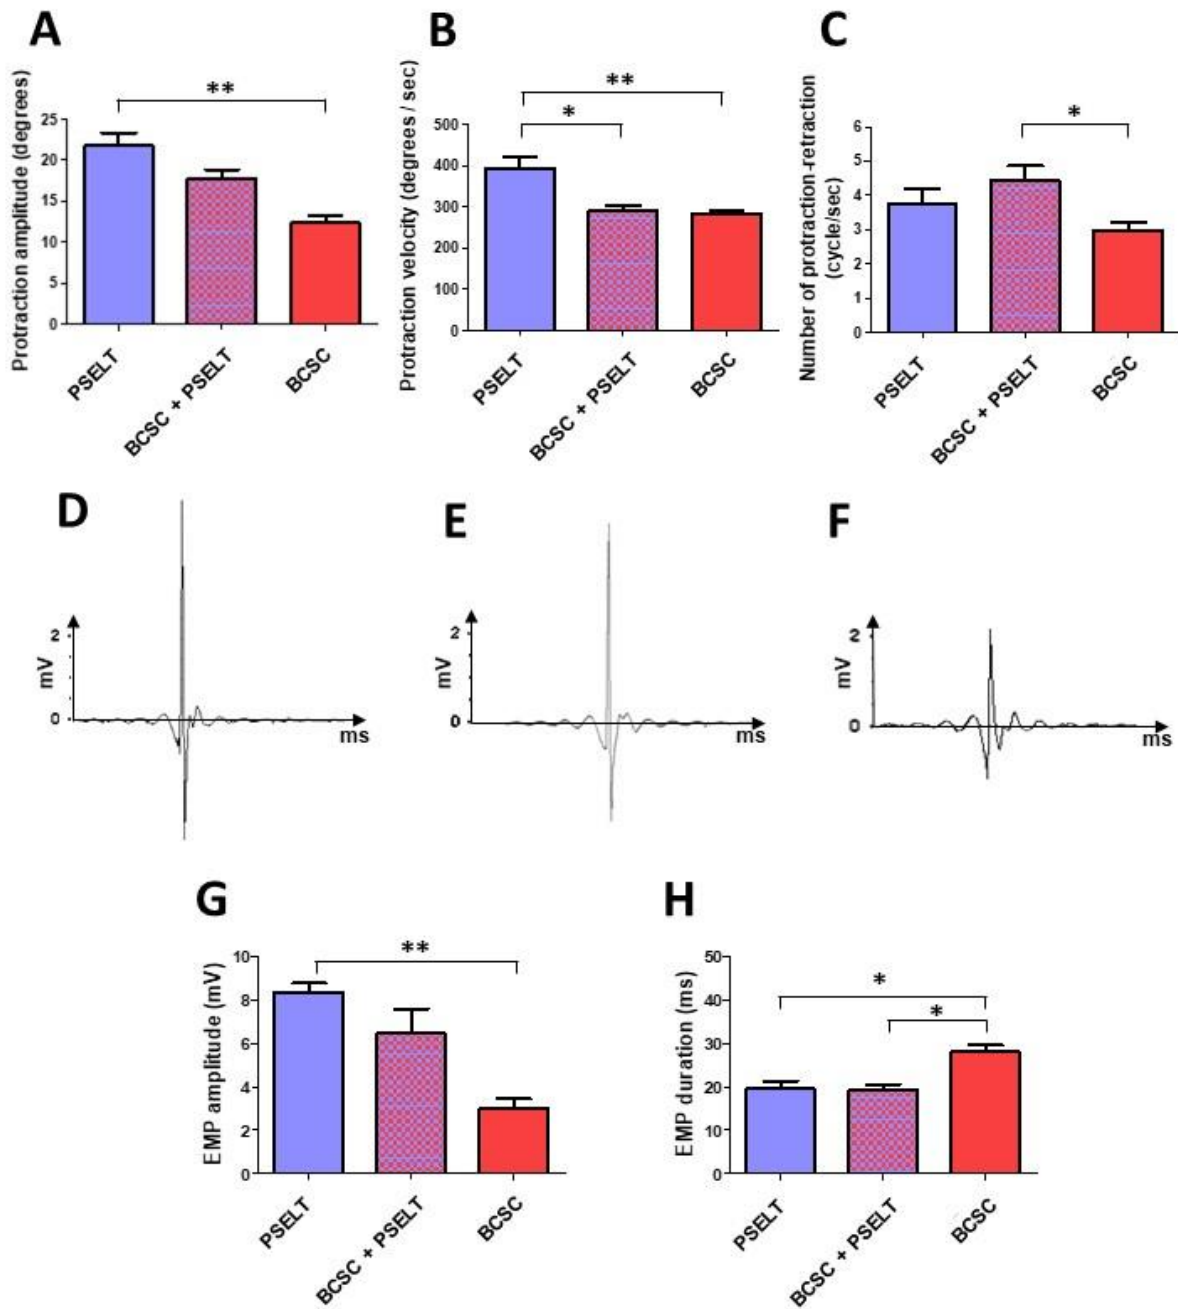 A
Protraction amplitude (degrees)
**
25
20
15
10
5
0
PSELT
BCSC + PSELT
BCSC
B
Protraction velocity (degrees / sec)
**
*
500
400
300
200
100
0
PSELT
BCSC + PSELT
BCSC
C
Number of protraction-retraction
(cycle/sec)
*
6
5
4
3
2
1
0
PSELT
BCSC + PSELT
BCSC
D
2
mV
0
ms
E
2
mV
0
ms
F
2
mV
0
ms
G
EMP amplitude (mV)
**
10
8
6
4
2
0
PSELT
BCSC + PSELT
BCSC
H
EMP duration (ms)
*
*
50
40
30
20
10
0
PSELT
BCSC + PSELT
BCSC